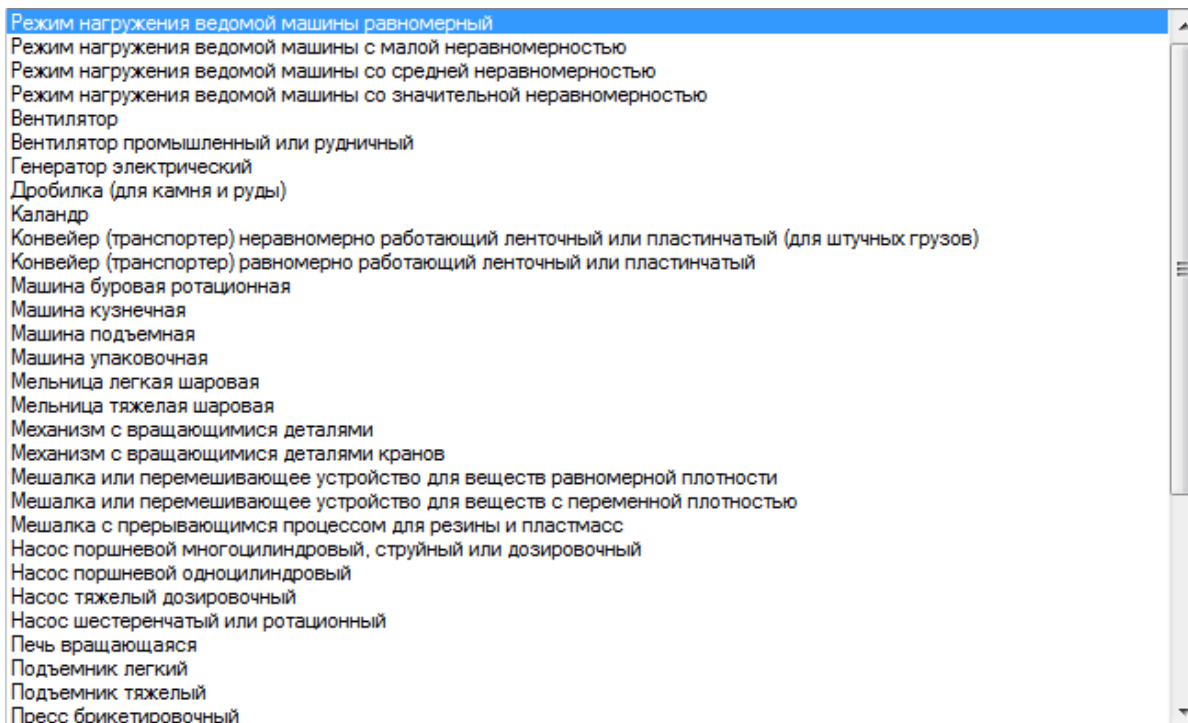 Режим нагружения ведомой машины равномерный
Режим нагружения ведомой машины с малой неравномерностью
Режим нагружения ведомой машины со средней неравномерностью
Режим нагружения ведомой машины со значительной неравномерностью
Вентилятор
Вентилятор промышленный или рудничный
Генератор электрический
Дробилка (для камня и руды)
Каландр
Конвейер (транспортер) неравномерно работающий ленточный или пластинчатый (для штучных грузов)
Конвейер (транспортер) равномерно работающий ленточный или пластинчатый
Машина буровая ротационная
Машина кузнечная
Машина подъемная
Машина упаковочная
Мельница легкая шаровая
Мельница тяжелая шаровая
Механизм с вращающимися деталями
Механизм с вращающимися деталями кранов
Мешалка или перемешивающее устройство для веществ равномерной плотности
Мешалка или перемешивающее устройство для веществ с переменной плотностью
Мешалка с прерывающимся процессом для резины и пластмасс
Насос поршневой многоцилиндровый, струйный или дозировочный
Насос поршневой одноцилиндровый
Насос тяжелый дозировочный
Насос шестеренчатый или ротационный
Печь вращающаяся
Подъемник легкий
Подъемник тяжелый
Пресс брикетировочный